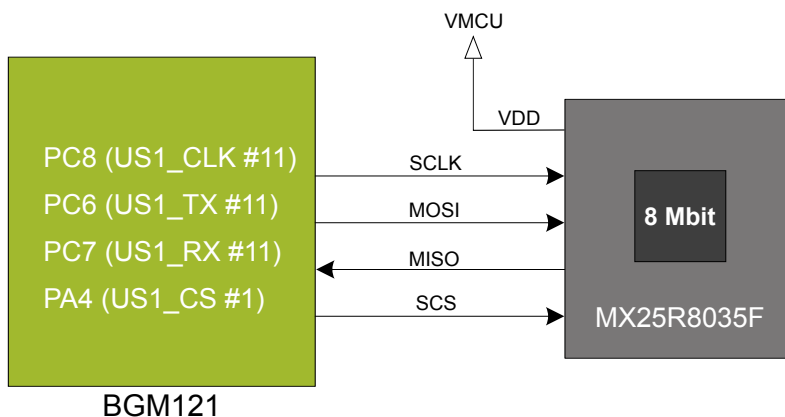 VMCU
VDD
PC8 (US1_CLK #11)
SCLK
PC6 (US1_TX #11)
MOSI
8 Mbit
PC7 (US1_RX #11)
MISO
PA4 (US1_CS #1)
SCS
MX25R8035F
BGM121